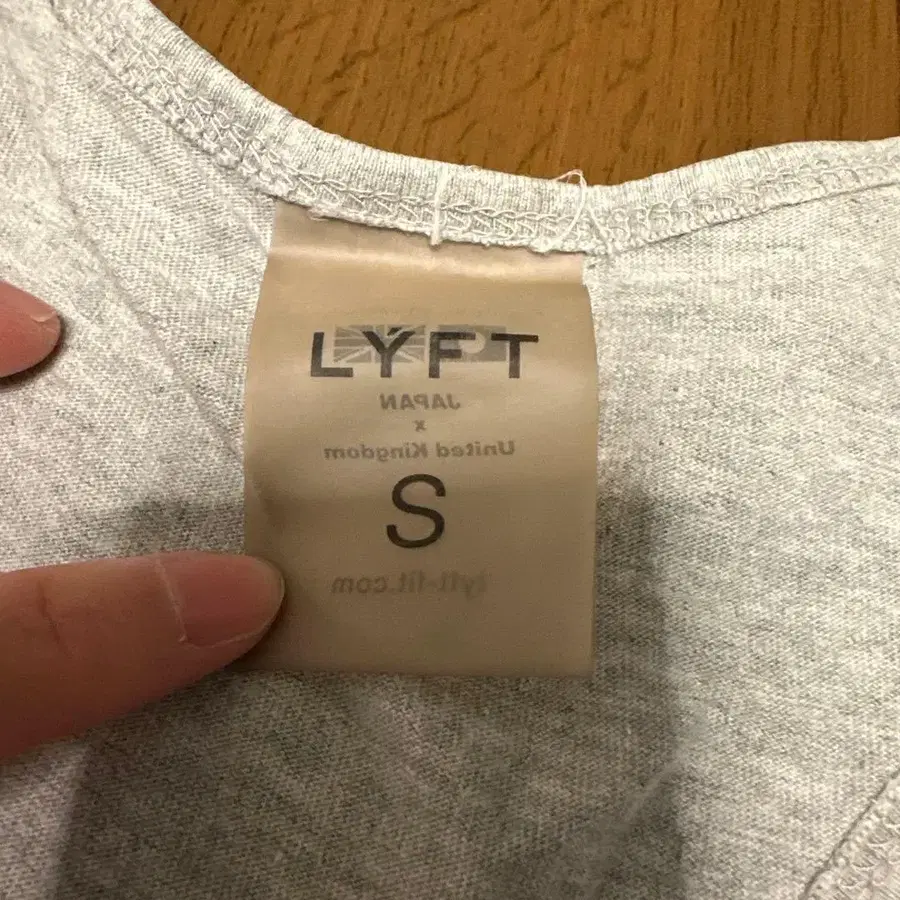 LYFT
JAPAN
x
United Kingdom
S
lyft-fit.com